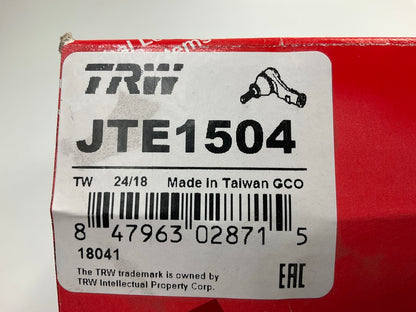 TRW
JTE1504
TW 24/18 Made in Taiwan GCO
8 47963 02871 5
18041
The TRW trademark is owned by
TRW Intellectual Property Corp.
EAC